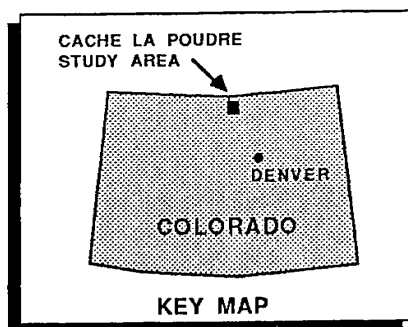 CACHE LA POUDRE
STUDY AREA
DENVER
COLORADO
KEY MAP